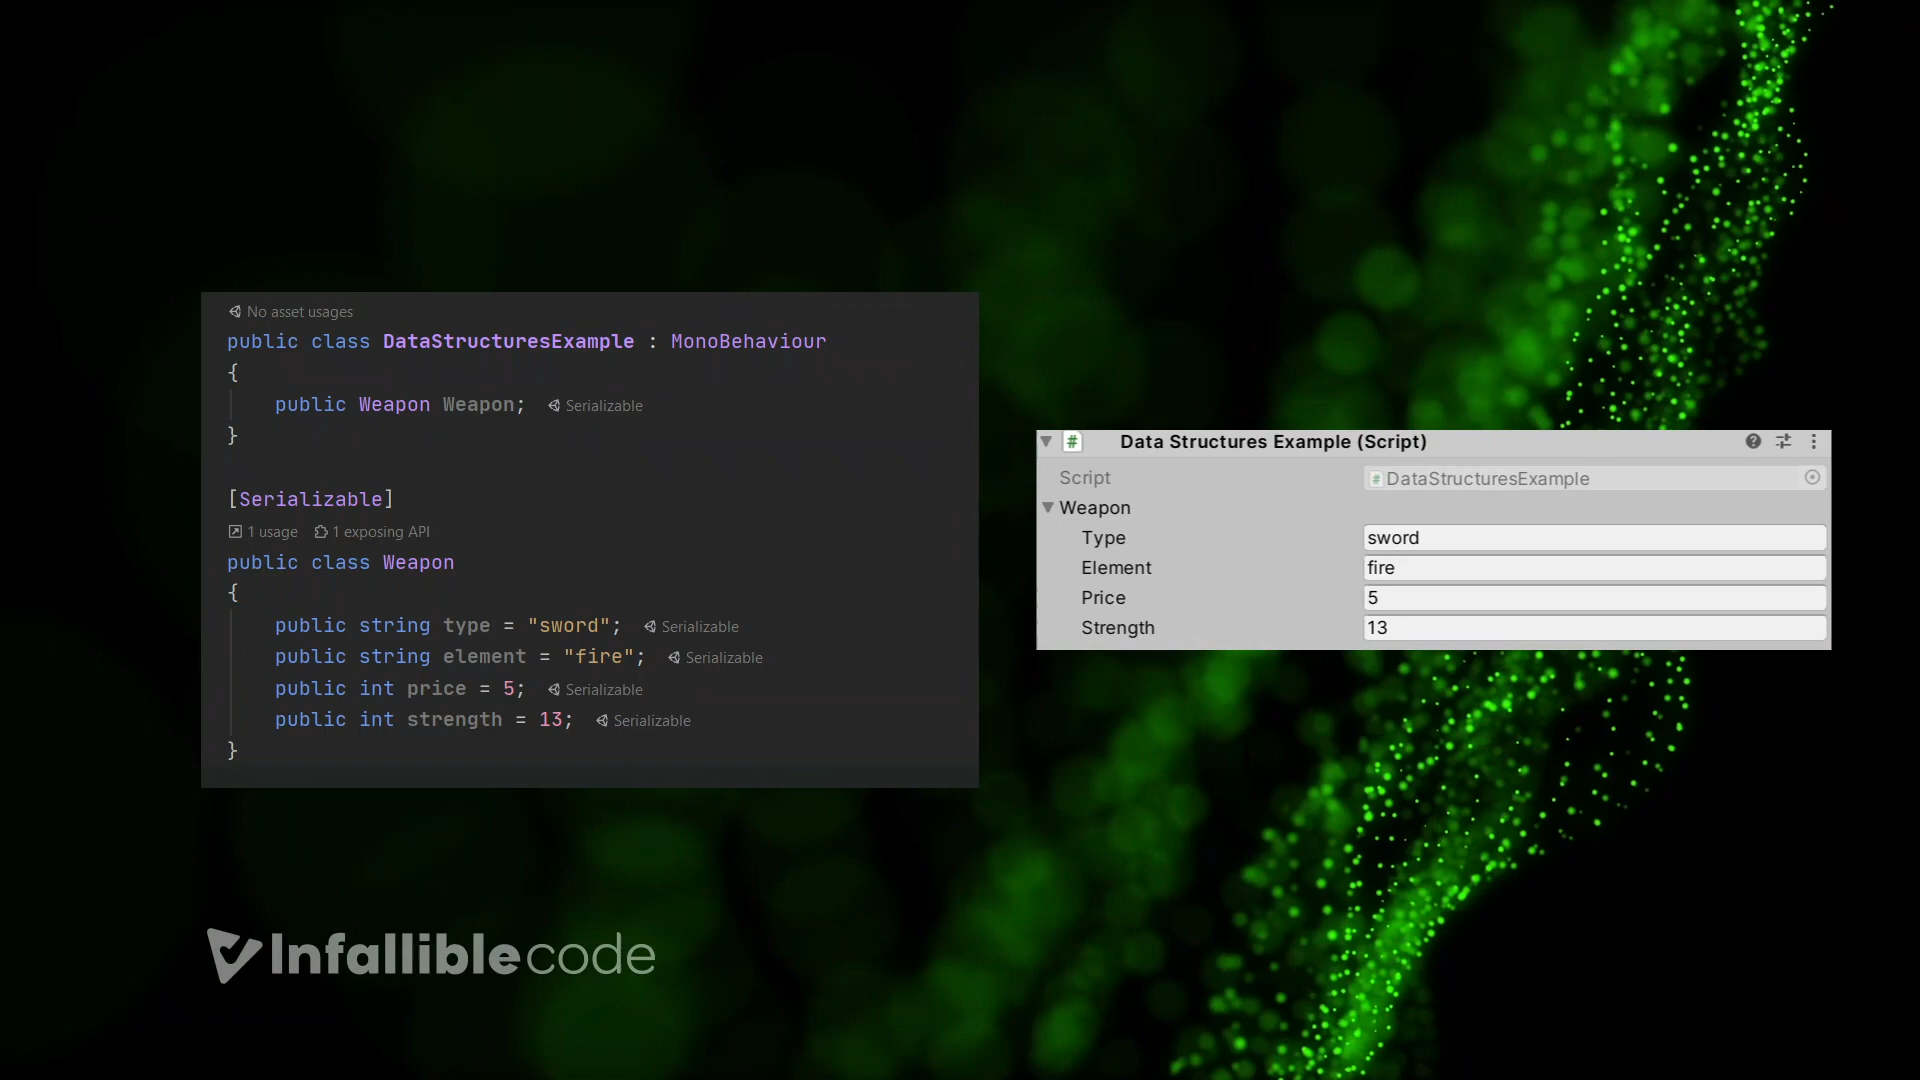 No asset usages
public class DataStructuresExample : MonoBehaviour
{
    public Weapon Weapon; Serializable
}
[Serializable]
1 usage 1 exposing API
public class Weapon
{
    public string type = "sword"; Serializable
    public string element = "fire"; Serializable
    public int price = 5; Serializable
    public int strength = 13; Serializable
}
# Data Structures Example (Script)
Script # DataStructuresExample
Weapon
Type sword
Element fire
Price 5
Strength 13
Infalliblecode